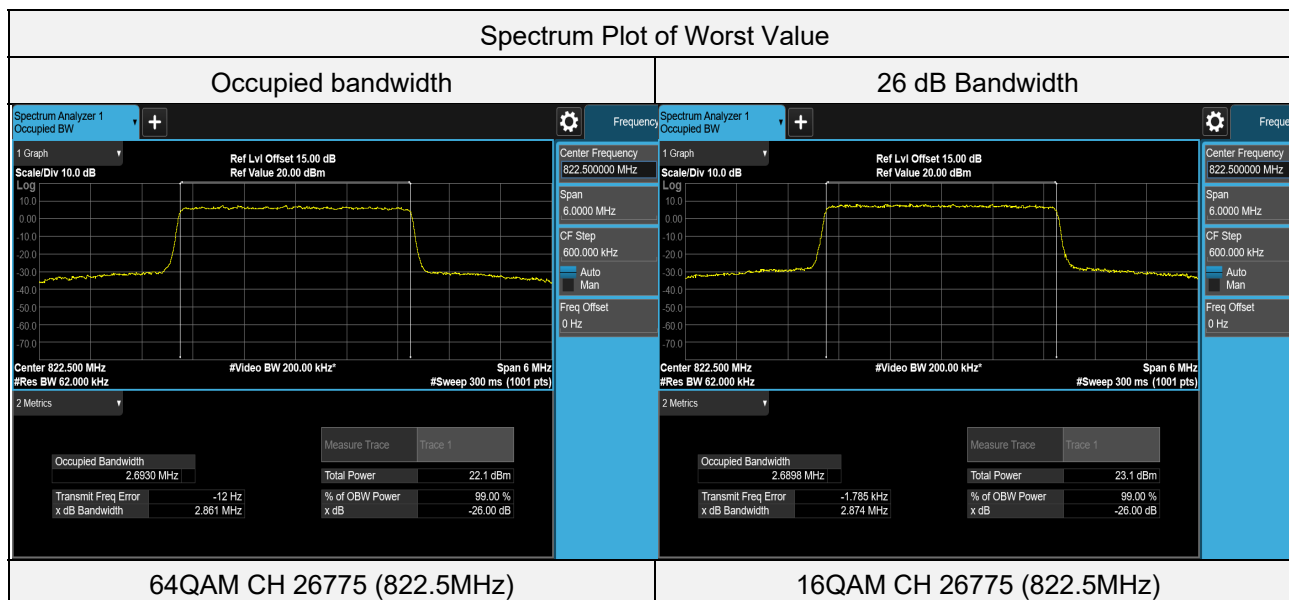 Spectrum Plot of Worst Value
Occupied bandwidth
26 dB Bandwidth
Spectrum Analyzer 1
Occupied BW
+
Frequency
1 Graph
Scale/Div 10.0 dB
Ref Lvl Offset 15.00 dB
Ref Value 20.00 dBm
Log
10.0
0.00
-10.0
-20.0
-30.0
-40.0
-50.0
-60.0
-70.0
Center 822.500 MHz
#Video BW 200.00 kHz*
Span 6 MHz
#Res BW 62.000 kHz
#Sweep 300 ms (1001 pts)
Center Frequency
822.500000 MHz
Span
6.0000 MHz
CF Step
600.000 kHz
Auto
Man
Freq Offset
0 Hz
2 Metrics
Measure Trace Trace 1
Occupied Bandwidth
2.6930 MHz
Total Power 22.1 dBm
Transmit Freq Error -12 Hz
% of OBW Power 99.00 %
x dB Bandwidth 2.861 MHz
x dB -26.00 dB
Spectrum Analyzer 1
Occupied BW
+
Freque
1 Graph
Scale/Div 10.0 dB
Ref Lvl Offset 15.00 dB
Ref Value 20.00 dBm
Log
10.0
0.00
-10.0
-20.0
-30.0
-40.0
-50.0
-60.0
-70.0
Center 822.500 MHz
#Video BW 200.00 kHz*
Span 6 MHz
#Res BW 62.000 kHz
#Sweep 300 ms (1001 pts)
Center Frequency
822.500000 MHz
Span
6.0000 MHz
CF Step
600.000 kHz
Auto
Man
Freq Offset
0 Hz
2 Metrics
Measure Trace Trace 1
Occupied Bandwidth
2.6898 MHz
Total Power 23.1 dBm
Transmit Freq Error -1.785 kHz
% of OBW Power 99.00 %
x dB Bandwidth 2.874 MHz
x dB -26.00 dB
64QAM CH 26775 (822.5MHz)
16QAM CH 26775 (822.5MHz)